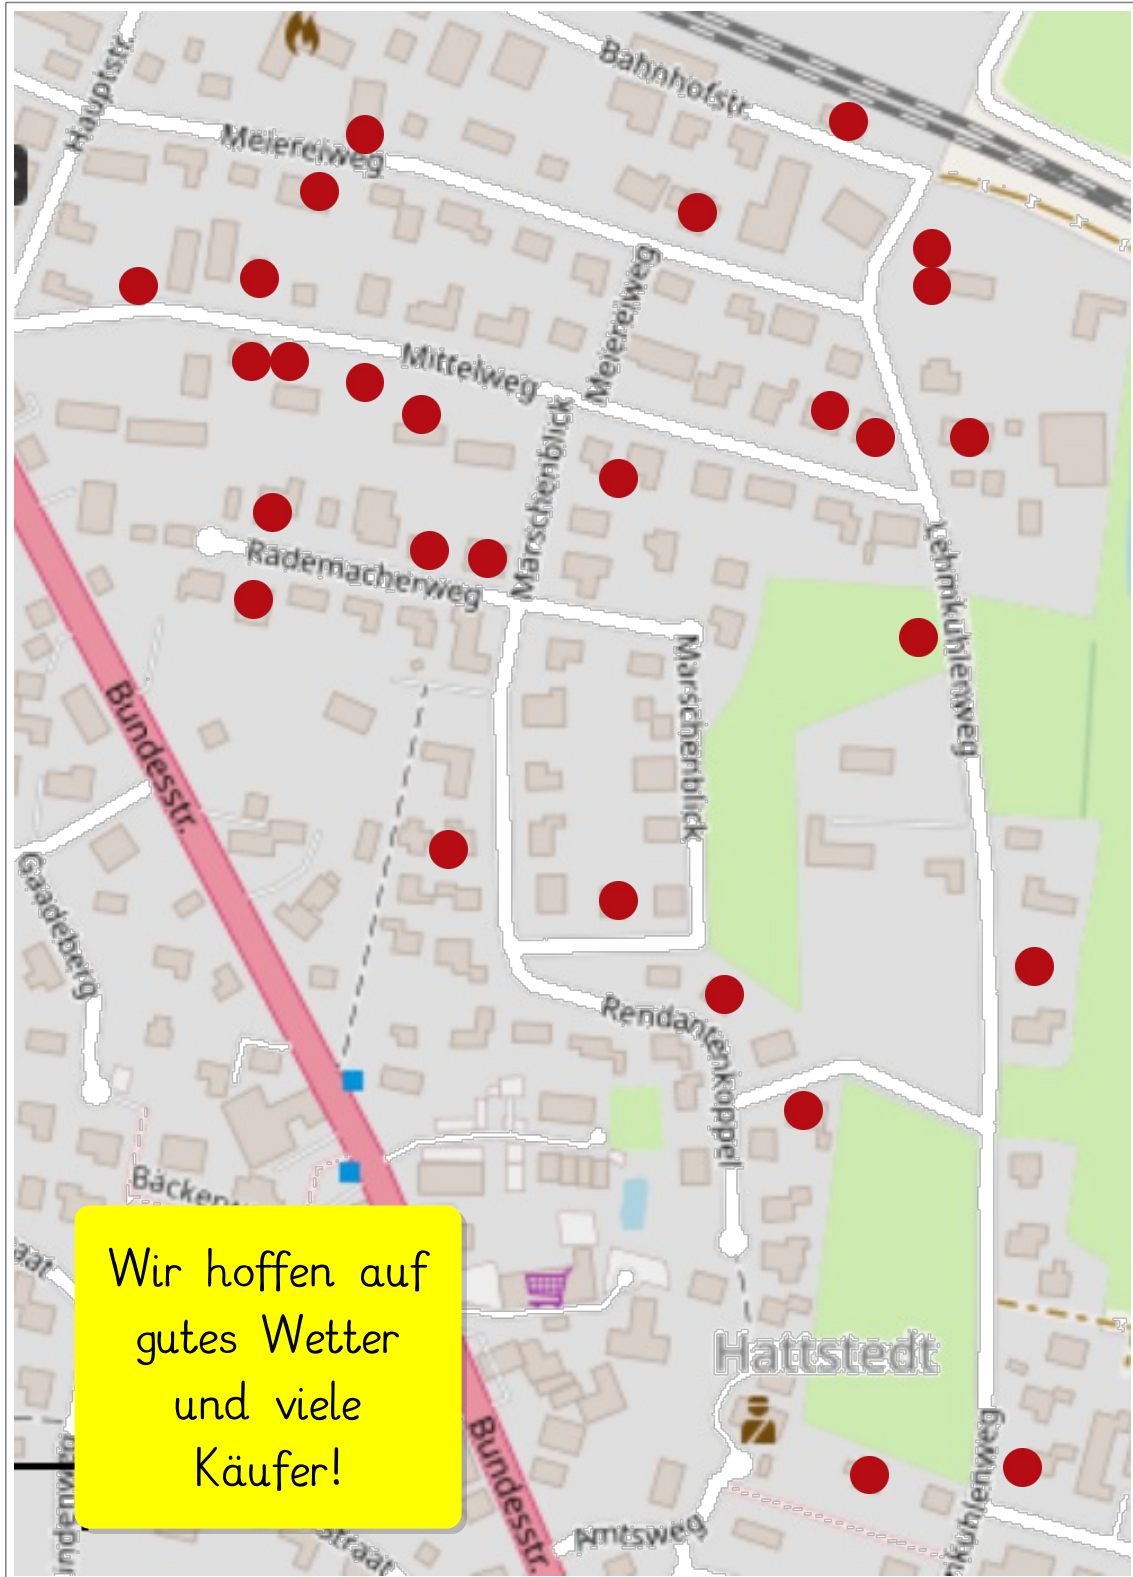 Bahnhofstr.
Hauptstr.
Meiereiweg
Meiereiweg
Mittelweg
Marschenblick
Rademacherweg
Lehmkuhlenweg
Marschenblick
Bundesstr.
Gaadeberg
Rendantenkoppel
Wir hoffen auf
gutes Wetter
und viele
Käufer!
Hattstedt
Bundesstr.
Amtsweg